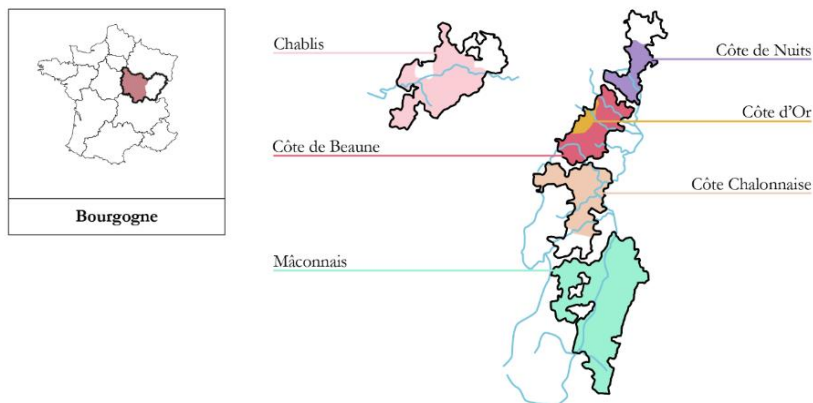 Chablis
Côte de Nuits
Côte d'Or
Côte de Beaune
Côte Chalonnaise
Bourgogne
Mâconnais